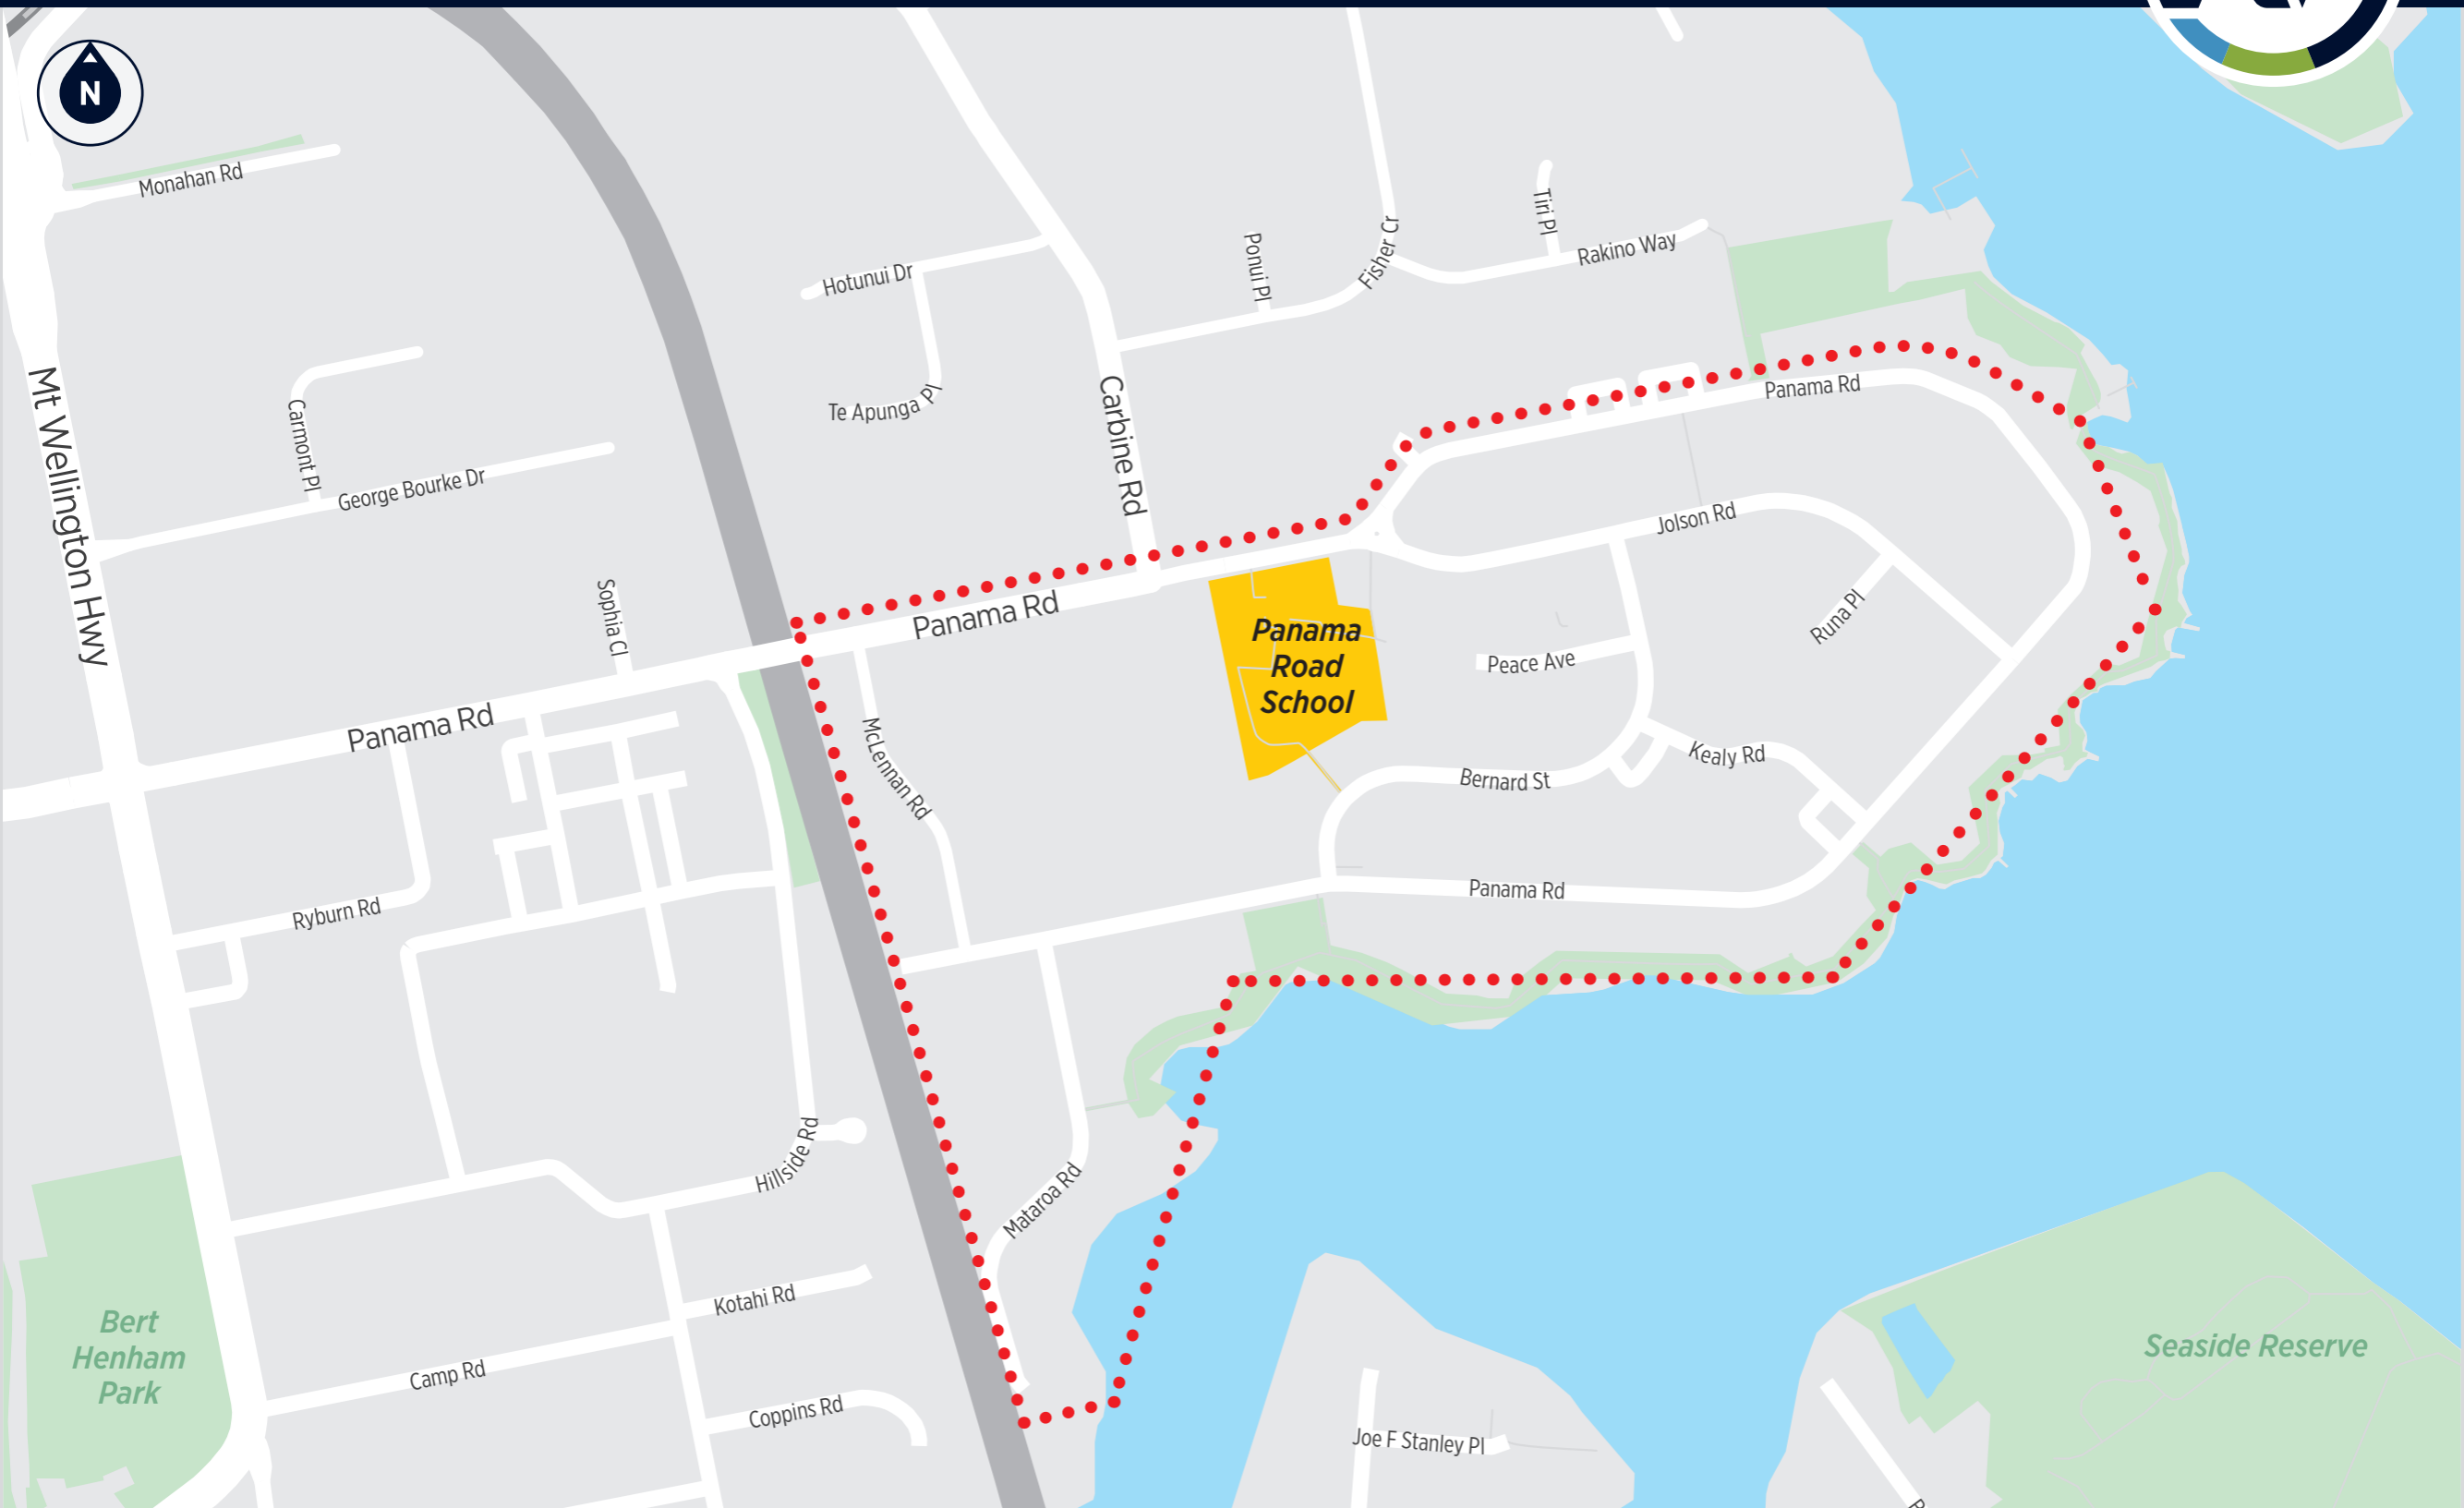 N
Monahan Rd
Tiri Pl
Rakino Way
Ponui Pl
Fisher Cr
Hotunui Dr
Te Apunga Pl
Carbine Rd
Panama Rd
Mt Wellington Hwy
Carmont Pl
George Bourke Dr
Jolson Rd
Sophia Cl
Panama Rd
Runa Pl
Panama
Road
School
Peace Ave
Panama Rd
McLennan Rd
Kealy Rd
Bernard St
Panama Rd
Ryburn Rd
Hillside Rd
Mataroa Rd
Kotahi Rd
Bert
Henham
Park
Camp Rd
Coppins Rd
Joe F Stanley Pl
Seaside Reserve